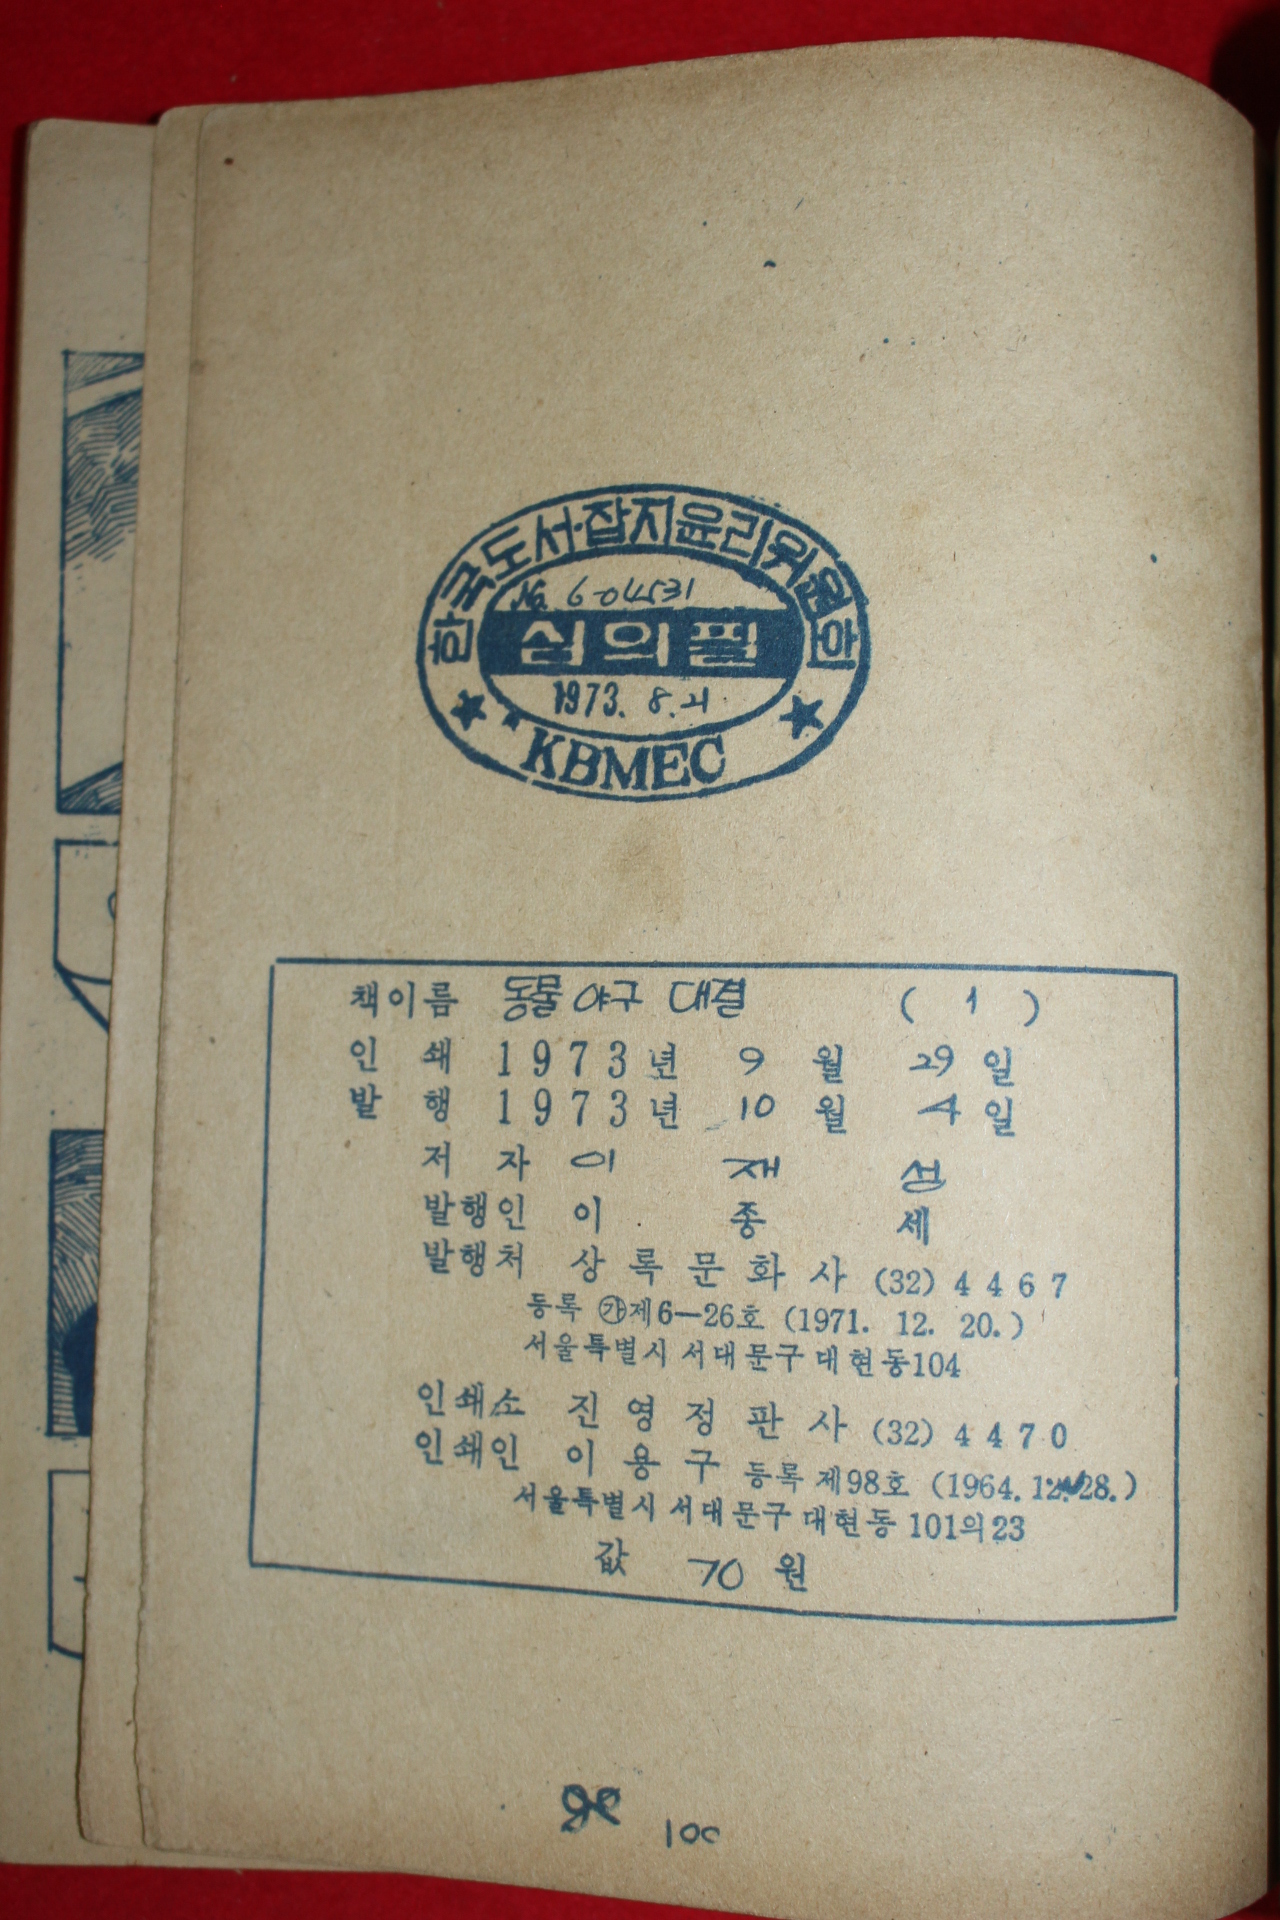 한국도서·잡지윤리위원회
№ 6-04531
심의필
1973. 8. 21
KBMEC
책이름 동물 야구 대결 ( 1 )
인 쇄 1973년 9 월 29 일
발 행 1973년 10 월 4 일
저 자 이 재 성
발행인 이 종 세
발행처 상 록 문 화 사 (32) 4 4 6 7
등록 ㉮제6—26호 (1971. 12. 20.)
서울특별시 서대문구 대현동104
인쇄소 진 영 정 판 사 (32) 4 4 7 0
인쇄인 이 용 구 등록 제98호 (1964. 12. 28.)
서울특별시 서대문구 대현동 101의23
값 70 원
100